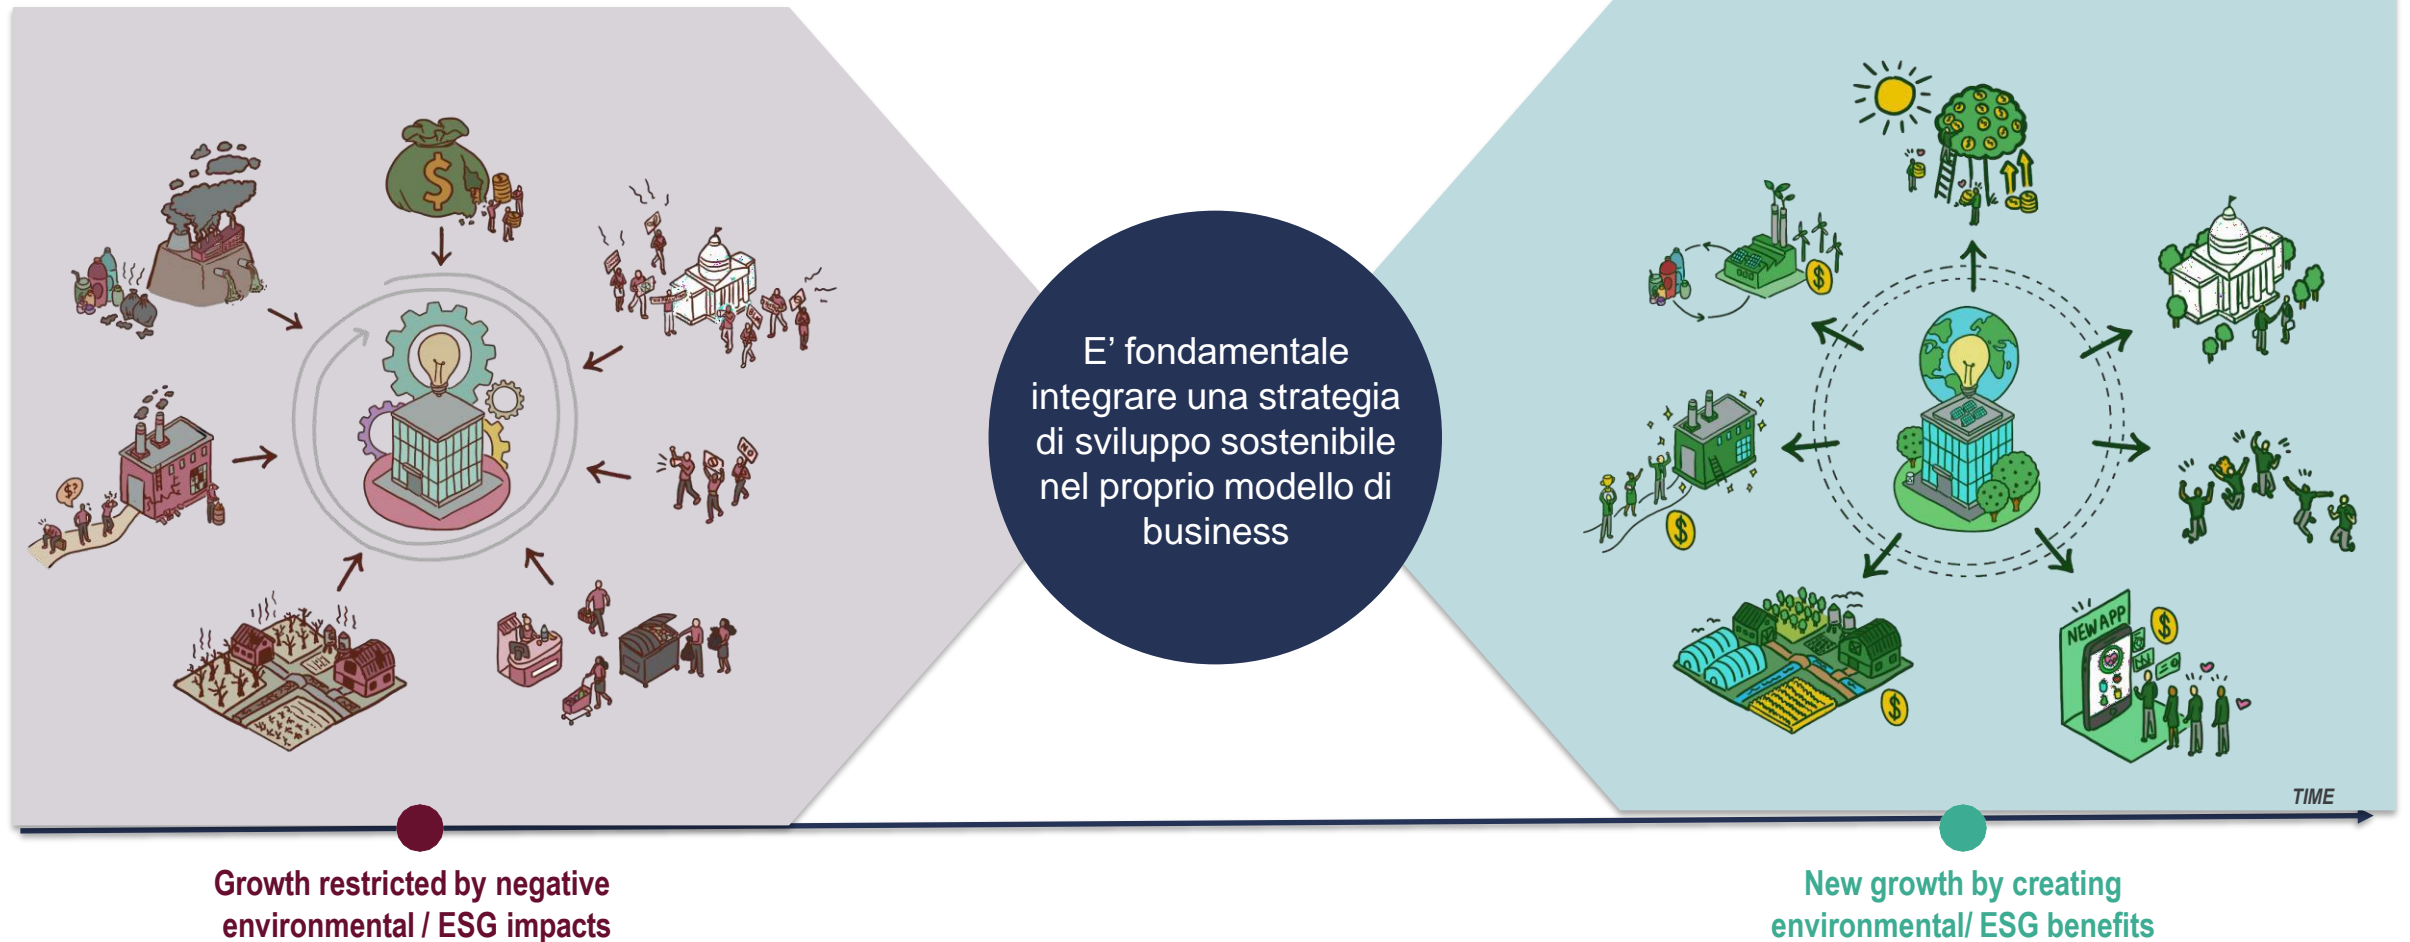 E’ fondamentale
integrare una strategia
di sviluppo sostenibile
nel proprio modello di
business
$
$?
NO
$
$
NEW APP
$
$
TIME
Growth restricted by negative
environmental / ESG impacts
New growth by creating
environmental/ ESG benefits